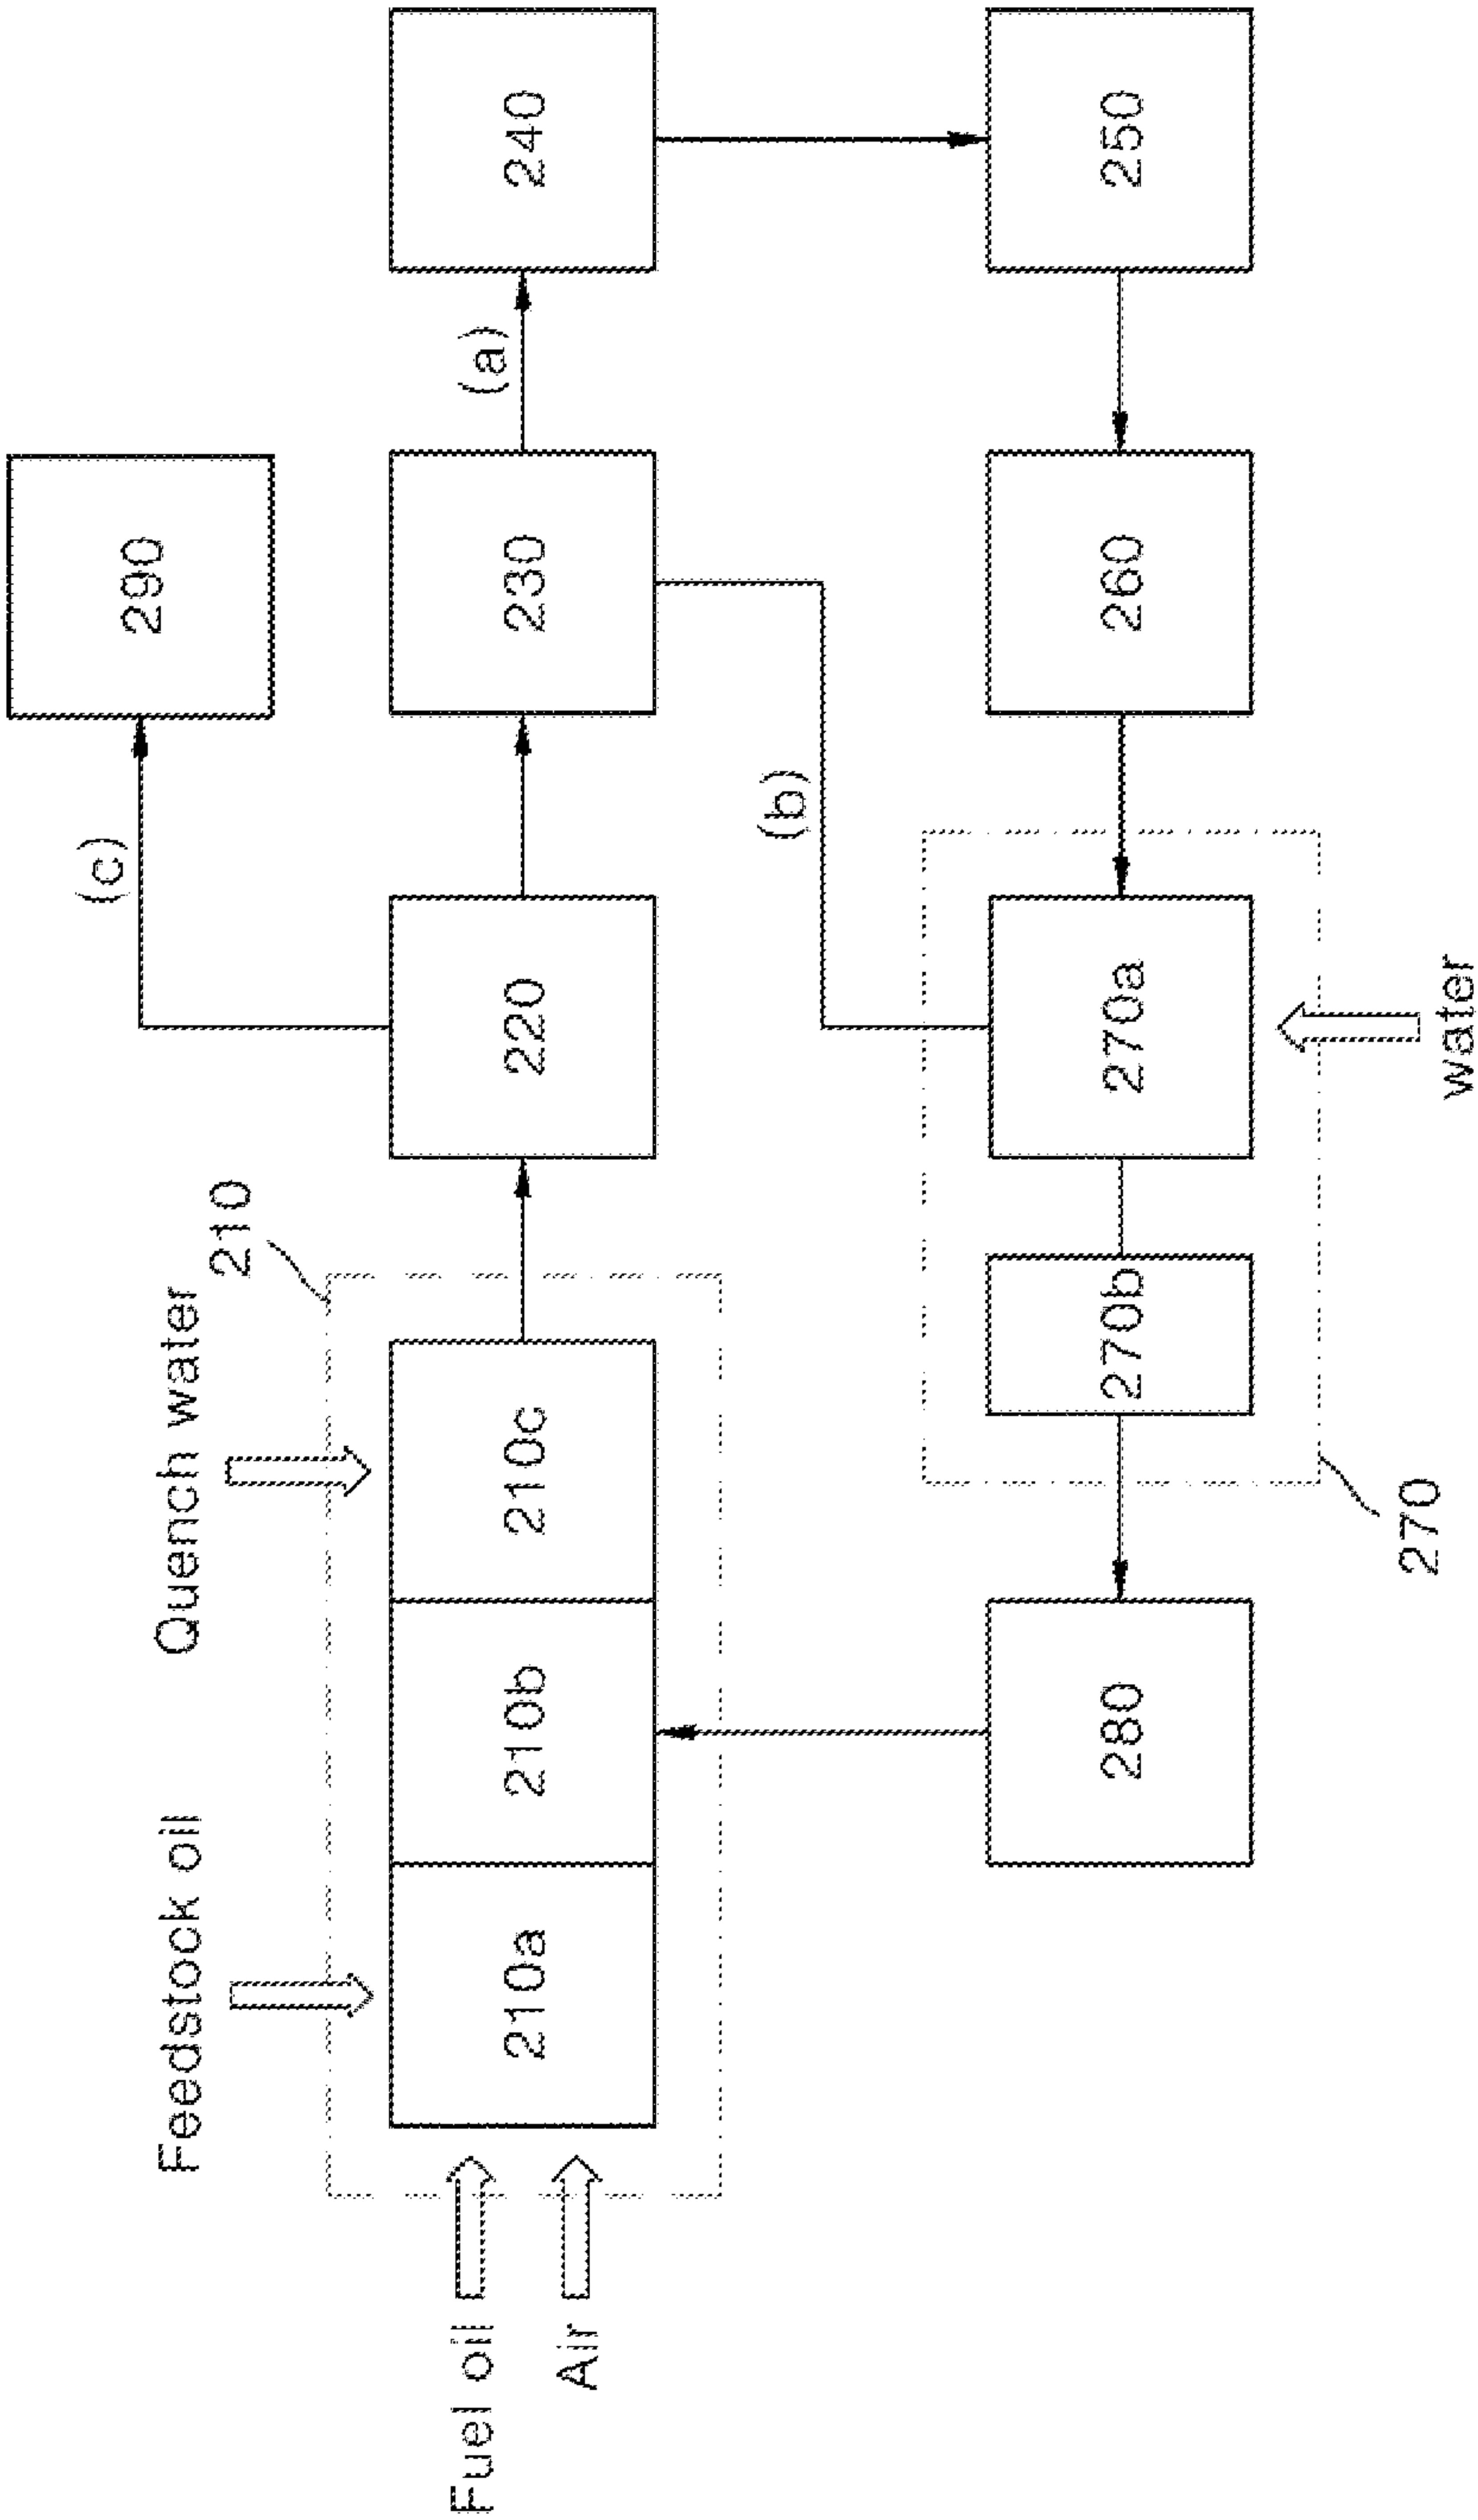 290
(c)
Quench water
210
Feedstock oil
Fuel oil
Air
210a
210b
210c
220
230
(a)
240
(b)
280
270b
270a
260
250
270
water